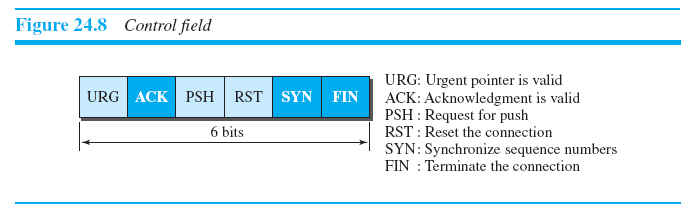 Figure 24.8 Control field
URG ACK PSH RST SYN FIN
6 bits
URG: Urgent pointer is valid
ACK: Acknowledgment is valid
PSH : Request for push
RST : Reset the connection
SYN: Synchronize sequence numbers
FIN : Terminate the connection